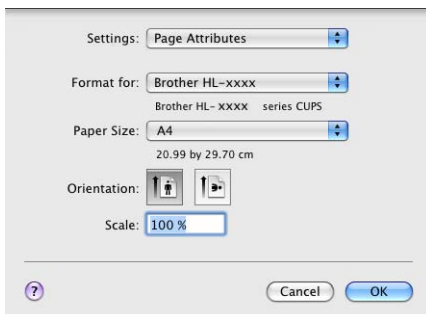 Settings: Page Attributes
Format for: Brother HL-xxxx
Brother HL- xxxx series CUPS
Paper Size: A4
20.99 by 29.70 cm
Orientation:
Scale: 100 %
? Cancel OK